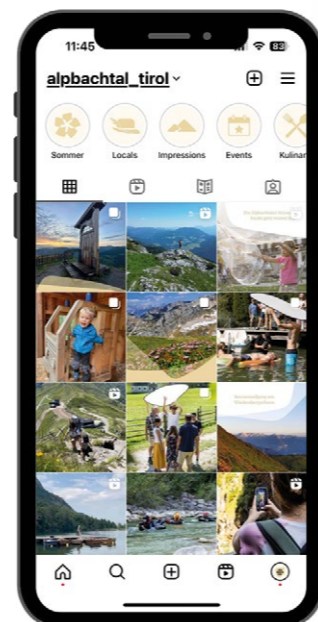 11:45
83
alpbachtal_tirol
Sommer
Locals
Impressions
Events
Kulinar